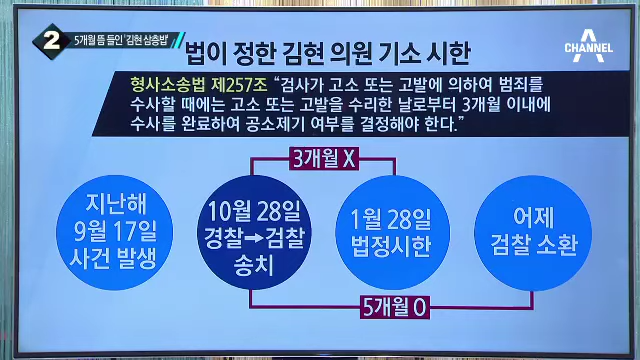 2
5개월 뜸 들인 '김현 삼층밥'
법이 정한 김현 의원 기소 시한
CHANNEL A
형사소송법 제257조 “검사가 고소 또는 고발에 의하여 범죄를
수사할 때에는 고소 또는 고발을 수리한 날로부터 3개월 이내에
수사를 완료하여 공소제기 여부를 결정해야 한다.”
3개월 X
지난해
9월 17일
사건 발생
10월 28일
경찰→검찰
송치
1월 28일
법정시한
어제
검찰 소환
5개월 O